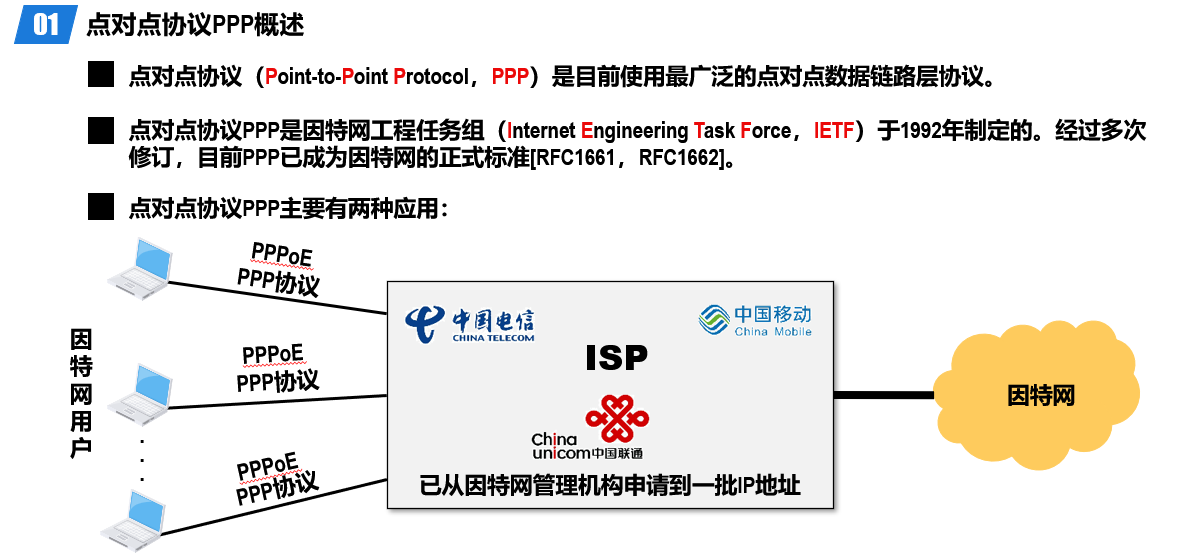 01 点对点协议PPP概述
点对点协议（Point-to-Point Protocol，PPP）是目前使用最广泛的点对点数据链路层协议。
点对点协议PPP是因特网工程任务组（Internet Engineering Task Force，IETF）于1992年制定的。经过多次
修订，目前PPP已成为因特网的正式标准[RFC1661，RFC1662]。
点对点协议PPP主要有两种应用：
PPPoE
PPP协议
因特网用户
PPPoE
PPP协议
PPPoE
PPP协议
中国电信
CHINA TELECOM
中国移动
China Mobile
ISP
China
unicom中国联通
已从因特网管理机构申请到一批IP地址
因特网